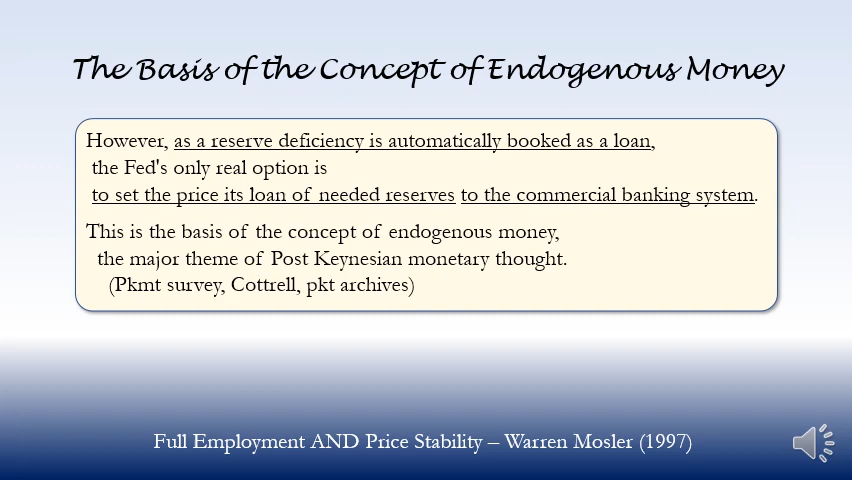 The Basis of the Concept of Endogenous Money
However, as a reserve deficiency is automatically booked as a loan,
the Fed's only real option is
to set the price its loan of needed reserves to the commercial banking system.
This is the basis of the concept of endogenous money,
the major theme of Post Keynesian monetary thought.
(Pkmt survey, Cottrell, pkt archives)
Full Employment AND Price Stability – Warren Mosler (1997)